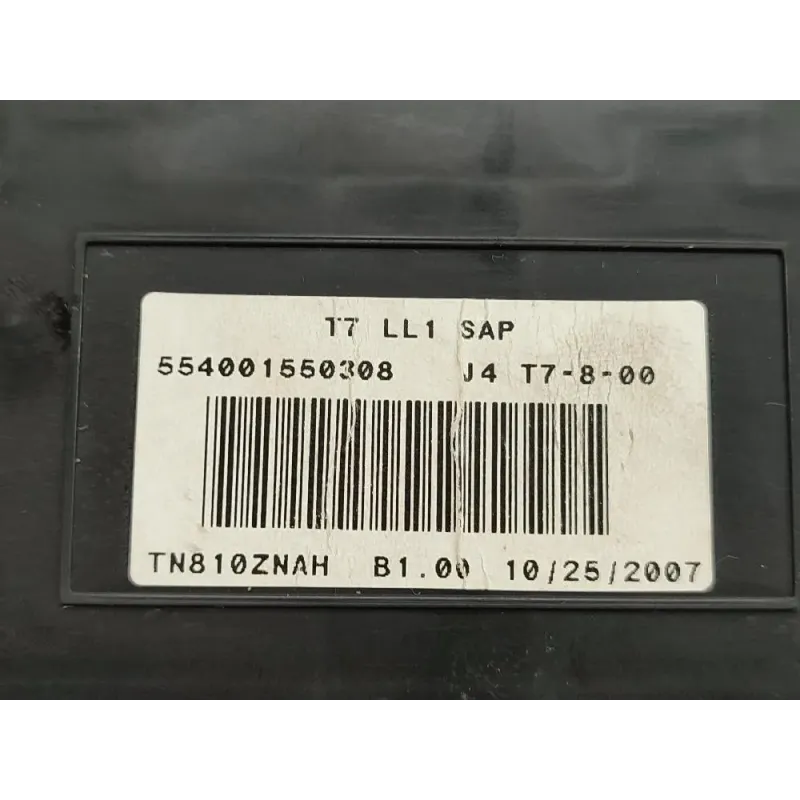 T7 LL1 SAP
554001550308 J4 T7-8-00
TN810ZNAH B1.00 10/25/2007